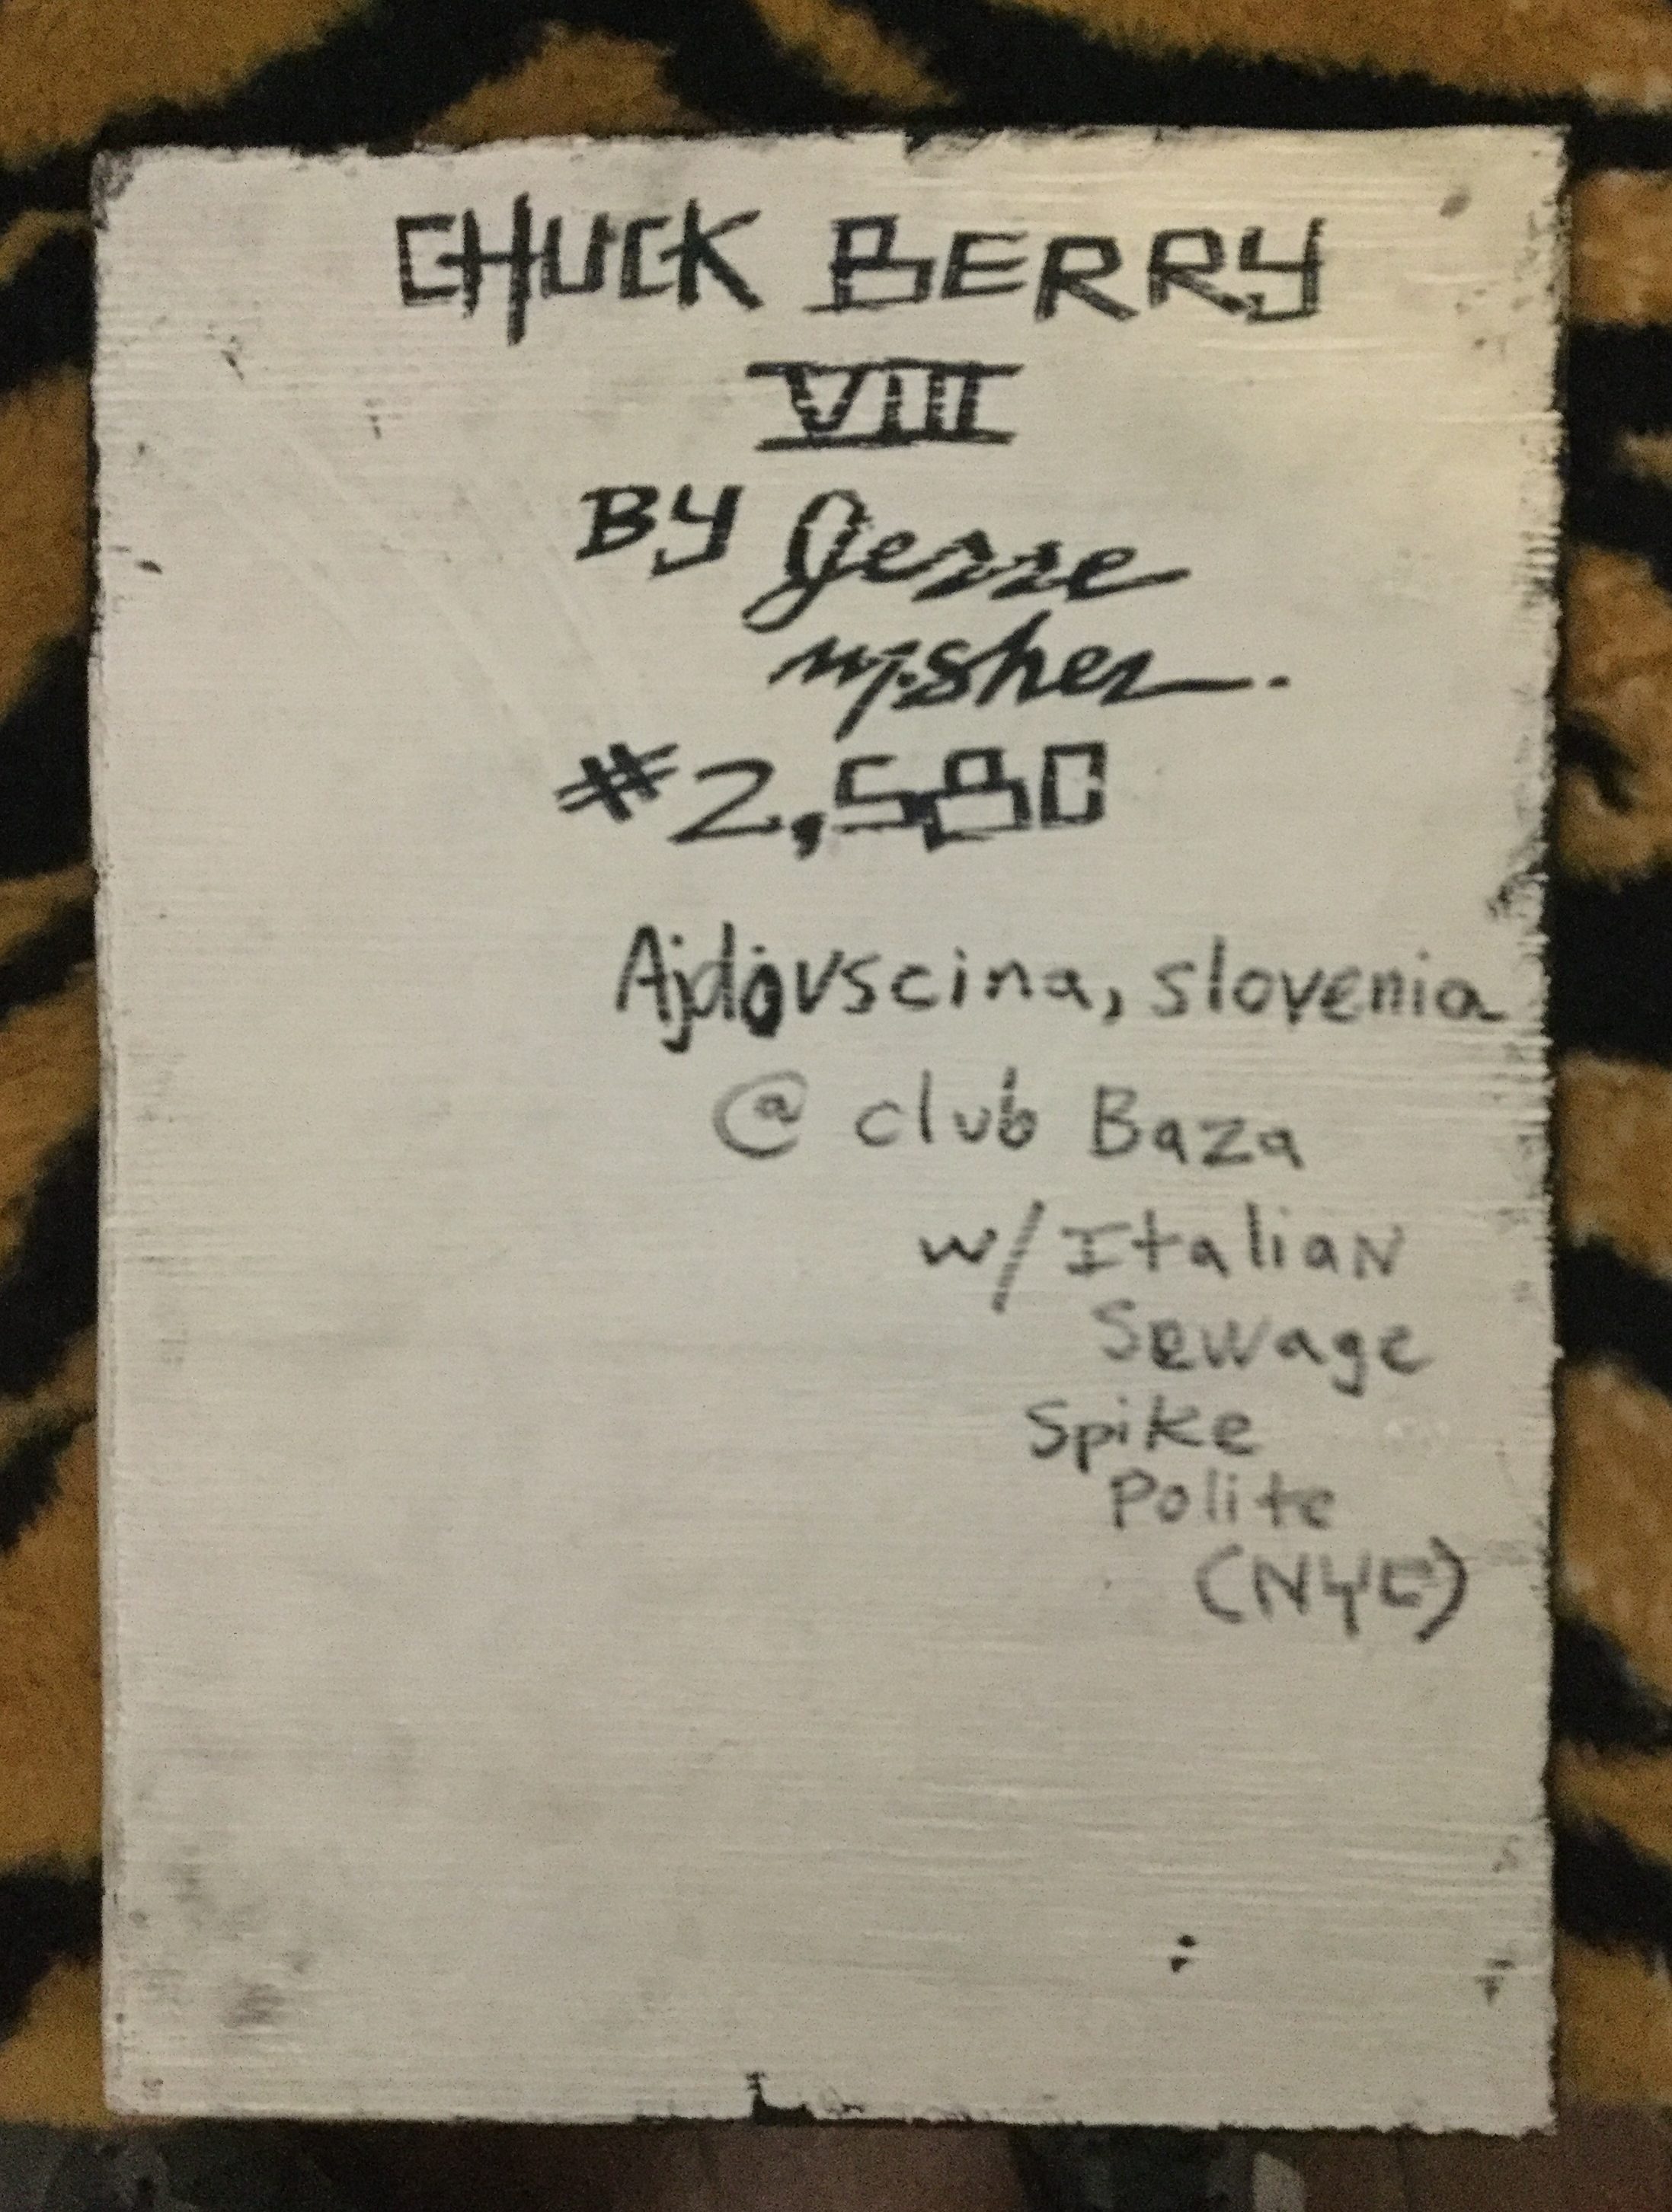 CHUCK BERRY
VIII
BY Jesse
mosher.
#2,580
Ajdovscina, slovenia
@ club Baza
w/ Italian
Sewage
Spike
Polite
(NYC)